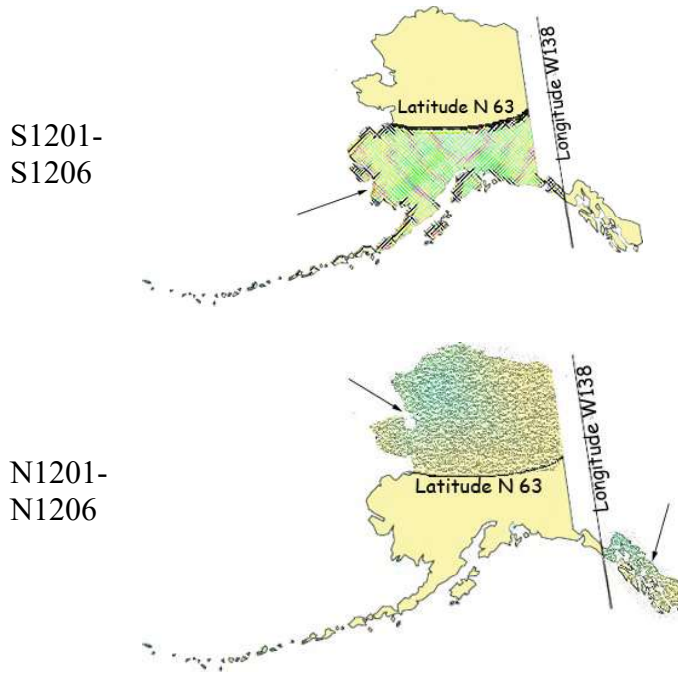 S1201-
S1206
Latitude N 63
Longitude W138
N1201-
N1206
Latitude N 63
Longitude W138